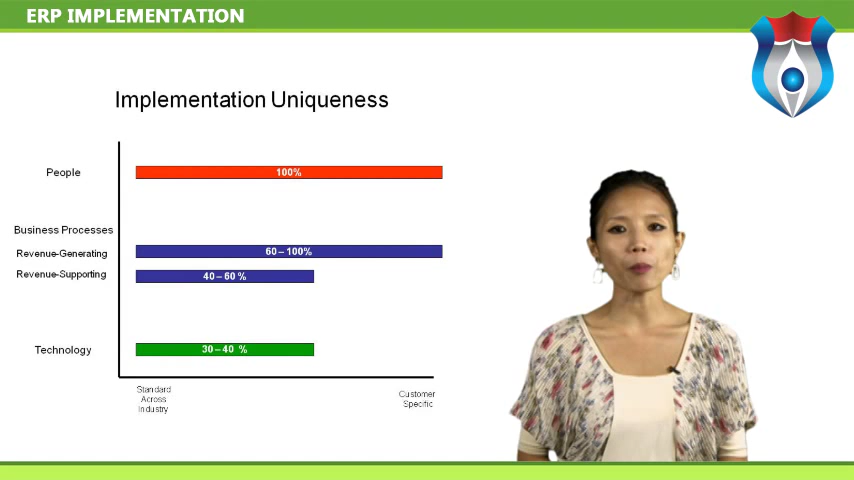 ERP IMPLEMENTATION
Implementation Uniqueness
People
100%
Business Processes
Revenue-Generating
60 – 100%
Revenue-Supporting
40 – 60 %
Technology
30 – 40 %
Standard
Across
Industry
Customer
Specific